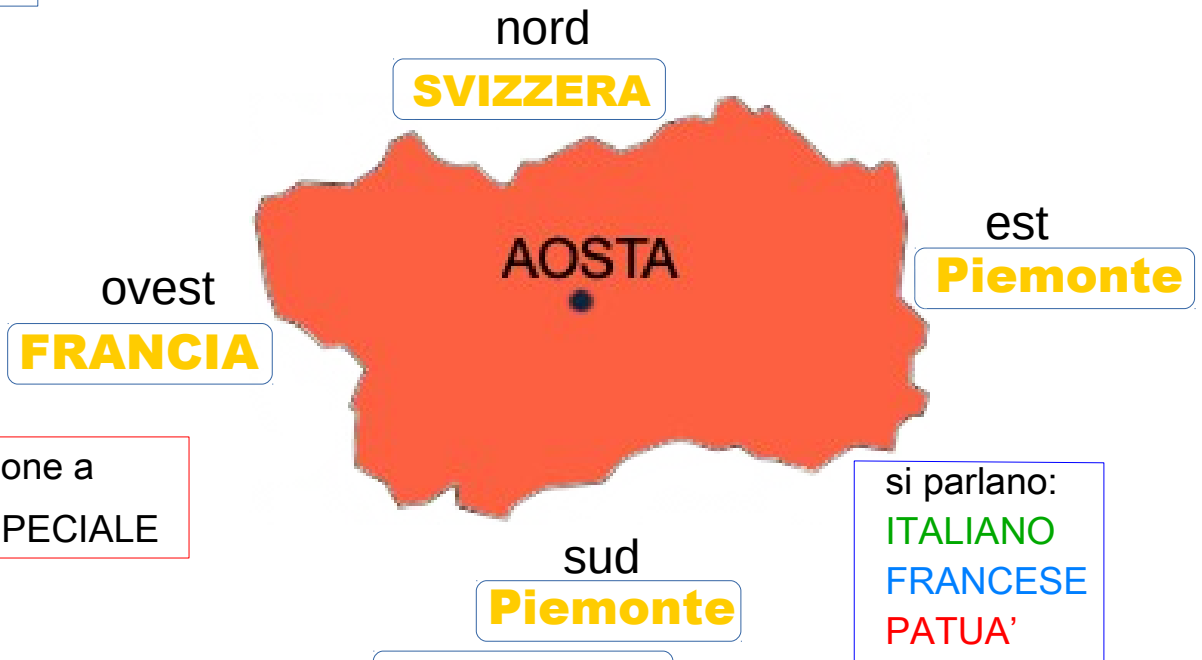 nord
SVIZZERA
est
Piemonte
AOSTA
ovest
FRANCIA
one a
PECIALE
si parlano:
ITALIANO
FRANCESE
PATUA’
sud
Piemonte